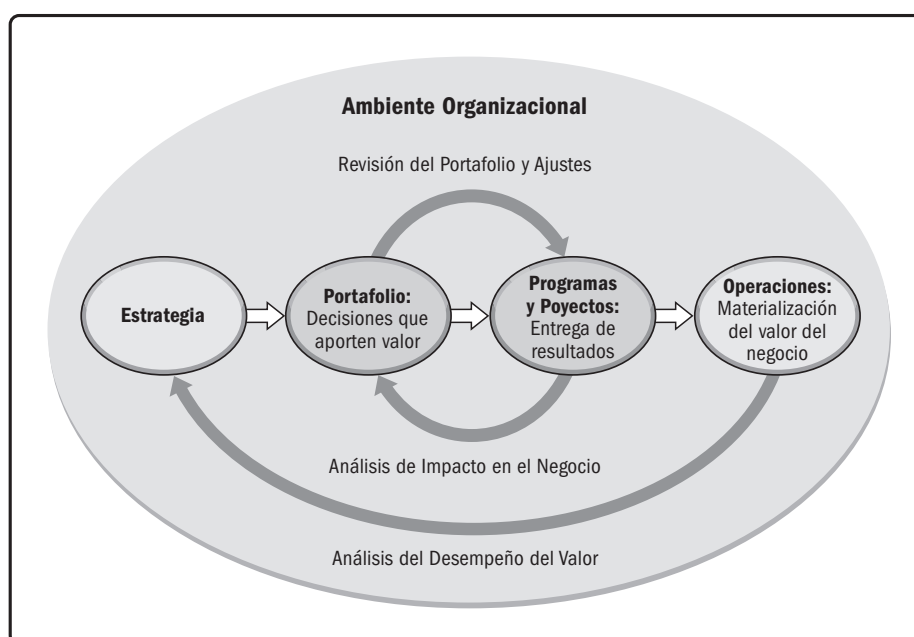 Ambiente Organizacional
Revisión del Portafolio y Ajustes
Estrategia
Portafolio:
Decisiones que
aporten valor
Programas
y Poyectos:
Entrega de
resultados
Operaciones:
Materialización
del valor del
negocio
Análisis de Impacto en el Negocio
Análisis del Desempeño del Valor